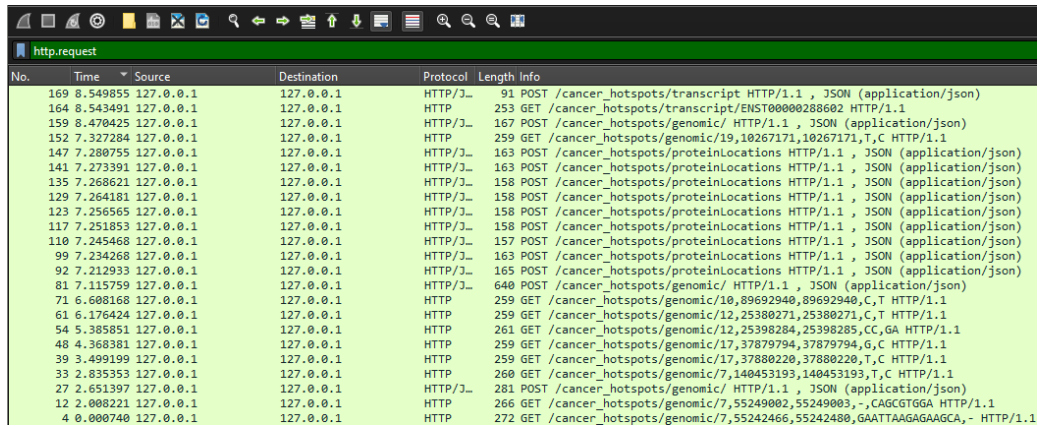 http.request
No. Time Source Destination Protocol Length Info
169 8.549855 127.0.0.1 127.0.0.1 HTTP/J… 91 POST /cancer_hotspots/transcript HTTP/1.1 , JSON (application/json)
164 8.543491 127.0.0.1 127.0.0.1 HTTP 253 GET /cancer_hotspots/transcript/ENST00000288602 HTTP/1.1
159 8.470425 127.0.0.1 127.0.0.1 HTTP/J… 167 POST /cancer_hotspots/genomic/ HTTP/1.1 , JSON (application/json)
152 7.327284 127.0.0.1 127.0.0.1 HTTP 259 GET /cancer_hotspots/genomic/19,10267171,10267171,T,C HTTP/1.1
147 7.280755 127.0.0.1 127.0.0.1 HTTP/J… 163 POST /cancer_hotspots/proteinLocations HTTP/1.1 , JSON (application/json)
141 7.273391 127.0.0.1 127.0.0.1 HTTP/J… 163 POST /cancer_hotspots/proteinLocations HTTP/1.1 , JSON (application/json)
135 7.268621 127.0.0.1 127.0.0.1 HTTP/J… 158 POST /cancer_hotspots/proteinLocations HTTP/1.1 , JSON (application/json)
129 7.264181 127.0.0.1 127.0.0.1 HTTP/J… 158 POST /cancer_hotspots/proteinLocations HTTP/1.1 , JSON (application/json)
123 7.256565 127.0.0.1 127.0.0.1 HTTP/J… 158 POST /cancer_hotspots/proteinLocations HTTP/1.1 , JSON (application/json)
117 7.251853 127.0.0.1 127.0.0.1 HTTP/J… 158 POST /cancer_hotspots/proteinLocations HTTP/1.1 , JSON (application/json)
110 7.245468 127.0.0.1 127.0.0.1 HTTP/J… 157 POST /cancer_hotspots/proteinLocations HTTP/1.1 , JSON (application/json)
99 7.234268 127.0.0.1 127.0.0.1 HTTP/J… 163 POST /cancer_hotspots/proteinLocations HTTP/1.1 , JSON (application/json)
92 7.212933 127.0.0.1 127.0.0.1 HTTP/J… 165 POST /cancer_hotspots/proteinLocations HTTP/1.1 , JSON (application/json)
81 7.115759 127.0.0.1 127.0.0.1 HTTP/J… 640 POST /cancer_hotspots/genomic/ HTTP/1.1 , JSON (application/json)
71 6.608168 127.0.0.1 127.0.0.1 HTTP 259 GET /cancer_hotspots/genomic/10,89692940,89692940,C,T HTTP/1.1
61 6.176424 127.0.0.1 127.0.0.1 HTTP 259 GET /cancer_hotspots/genomic/12,25380271,25380271,C,T HTTP/1.1
54 5.385851 127.0.0.1 127.0.0.1 HTTP 261 GET /cancer_hotspots/genomic/12,25398284,25398285,CC,GA HTTP/1.1
48 4.368381 127.0.0.1 127.0.0.1 HTTP 259 GET /cancer_hotspots/genomic/17,37879794,37879794,G,C HTTP/1.1
39 3.499199 127.0.0.1 127.0.0.1 HTTP 259 GET /cancer_hotspots/genomic/17,37880220,37880220,T,C HTTP/1.1
33 2.835353 127.0.0.1 127.0.0.1 HTTP 260 GET /cancer_hotspots/genomic/7,140453193,140453193,T,C HTTP/1.1
27 2.651397 127.0.0.1 127.0.0.1 HTTP/J… 281 POST /cancer_hotspots/genomic/ HTTP/1.1 , JSON (application/json)
12 2.008221 127.0.0.1 127.0.0.1 HTTP 266 GET /cancer_hotspots/genomic/7,55249002,55249003,-,CAGCGTGGA HTTP/1.1
4 0.000740 127.0.0.1 127.0.0.1 HTTP 272 GET /cancer_hotspots/genomic/7,55242466,55242480,GAATTAAGAGAAGCA,- HTTP/1.1